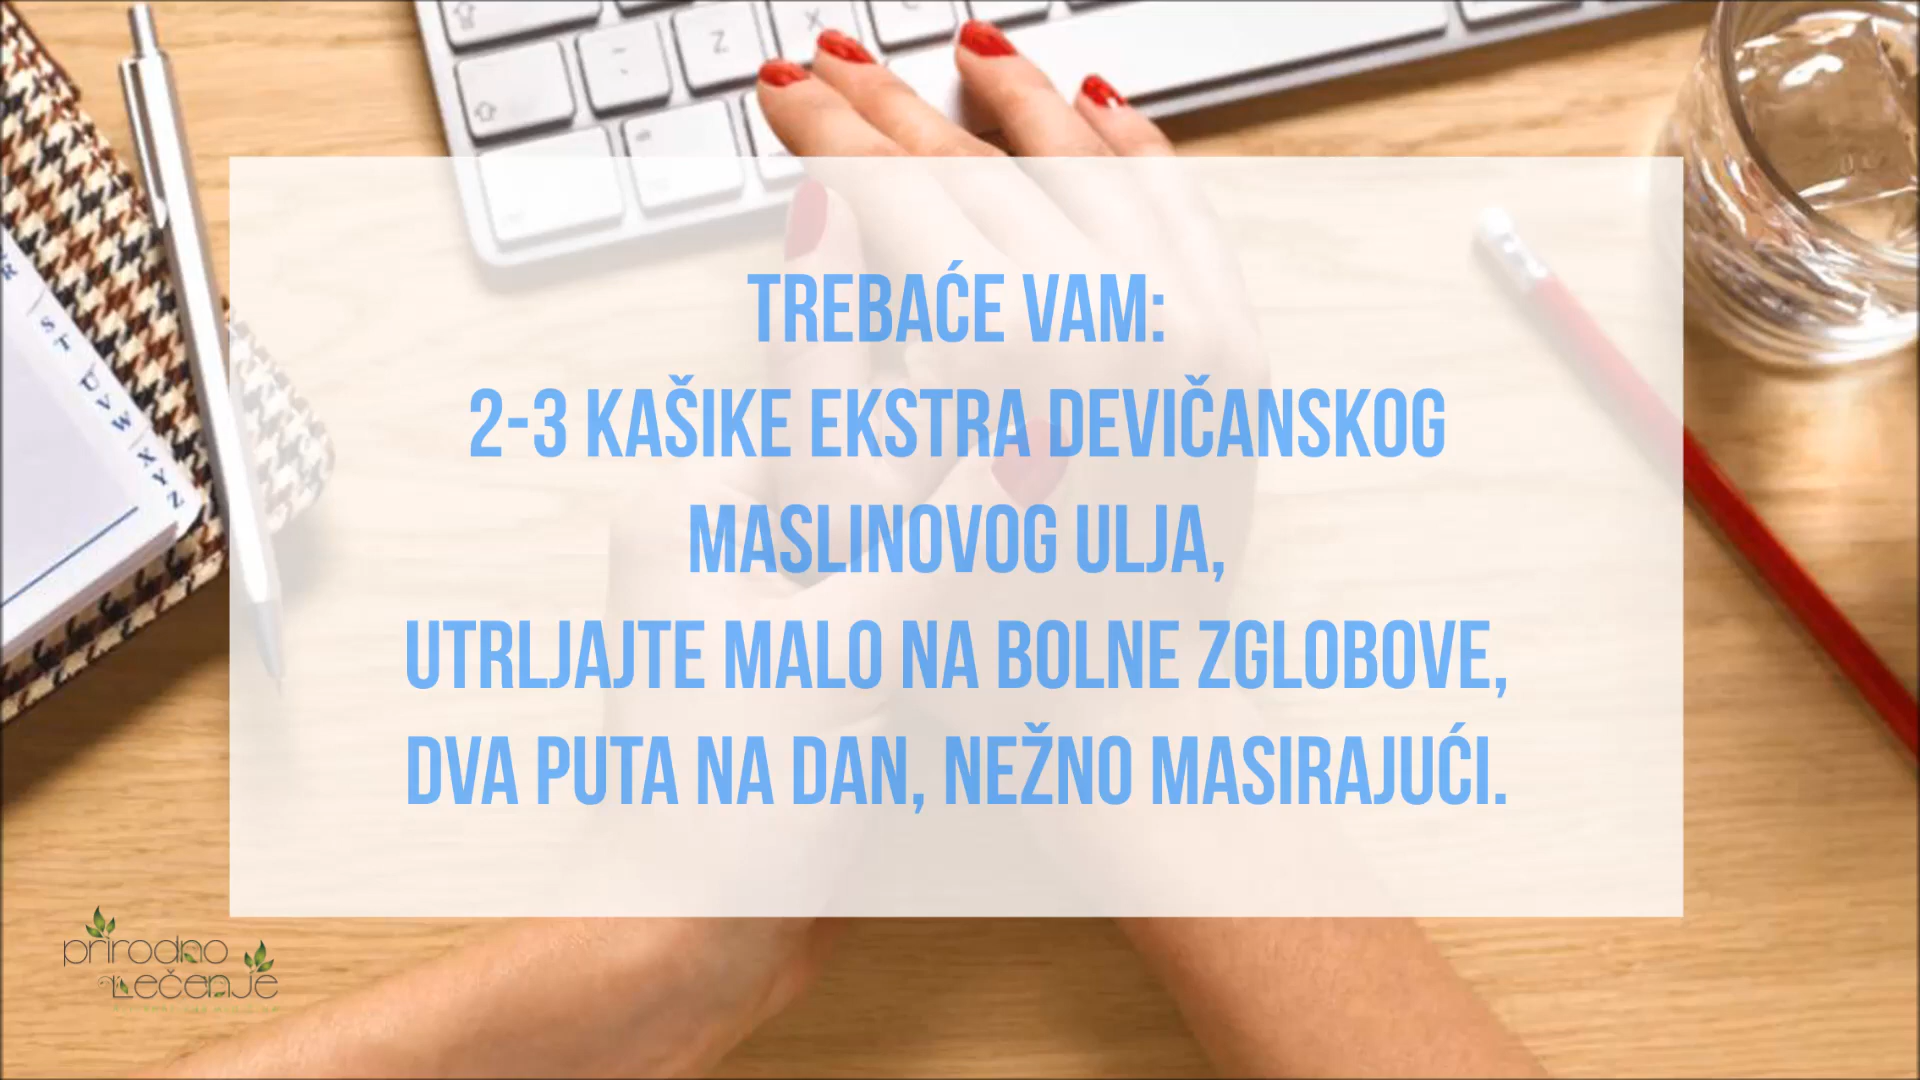 TREBAĆE VAM:
2-3 KAŠIKE EKSTRA DEVIČANSKOG
MASLINOVOG ULJA,
UTRLJAJTE MALO NA BOLNE ZGLOBOVE,
DVA PUTA NA DAN, NEŽNO MASIRAJUĆI.
prirodno
Lečenje
Z
X
C
R
S
T
U
V
W
X
Y
Z